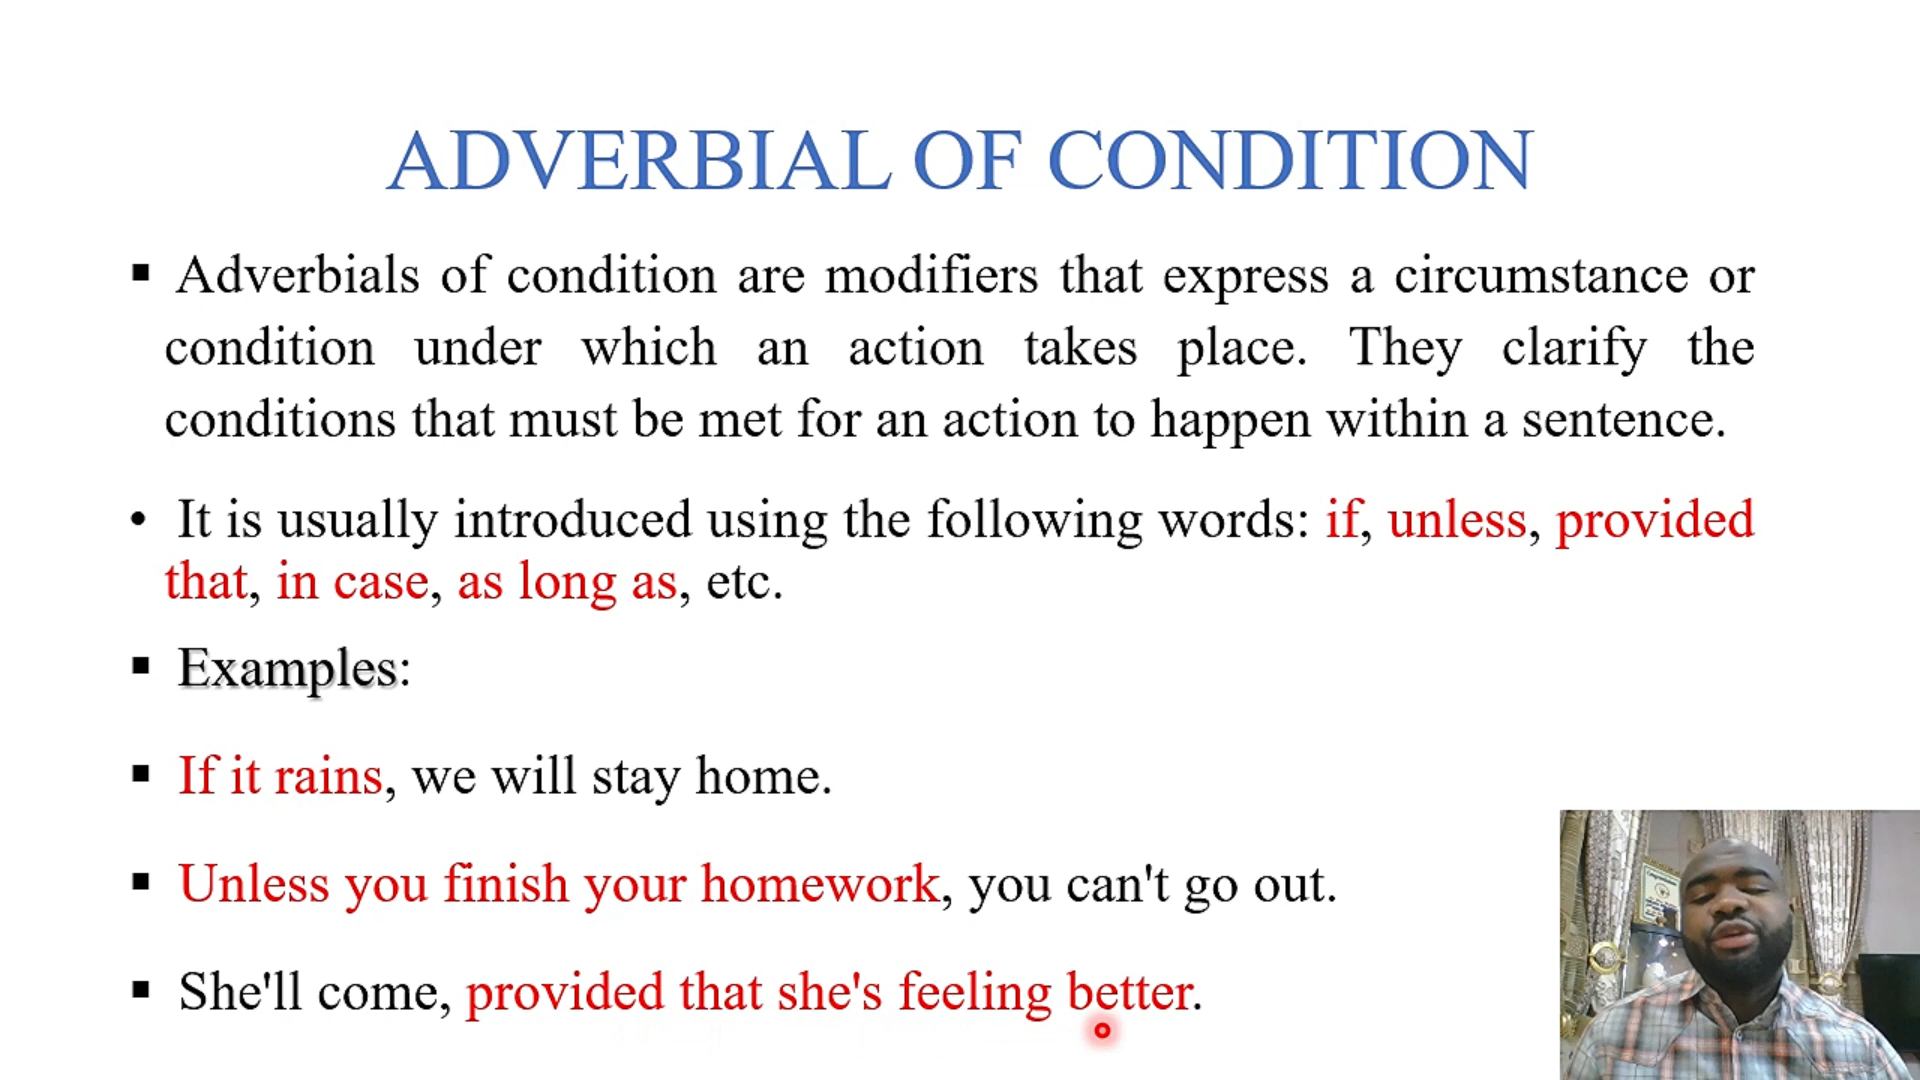 ADVERBIAL OF CONDITION
▪ Adverbials of condition are modifiers that express a circumstance or
condition under which an action takes place. They clarify the
conditions that must be met for an action to happen within a sentence.
• It is usually introduced using the following words: if, unless, provided
that, in case, as long as, etc.
▪ Examples:
▪ If it rains, we will stay home.
▪ Unless you finish your homework, you can't go out.
▪ She'll come, provided that she's feeling better.